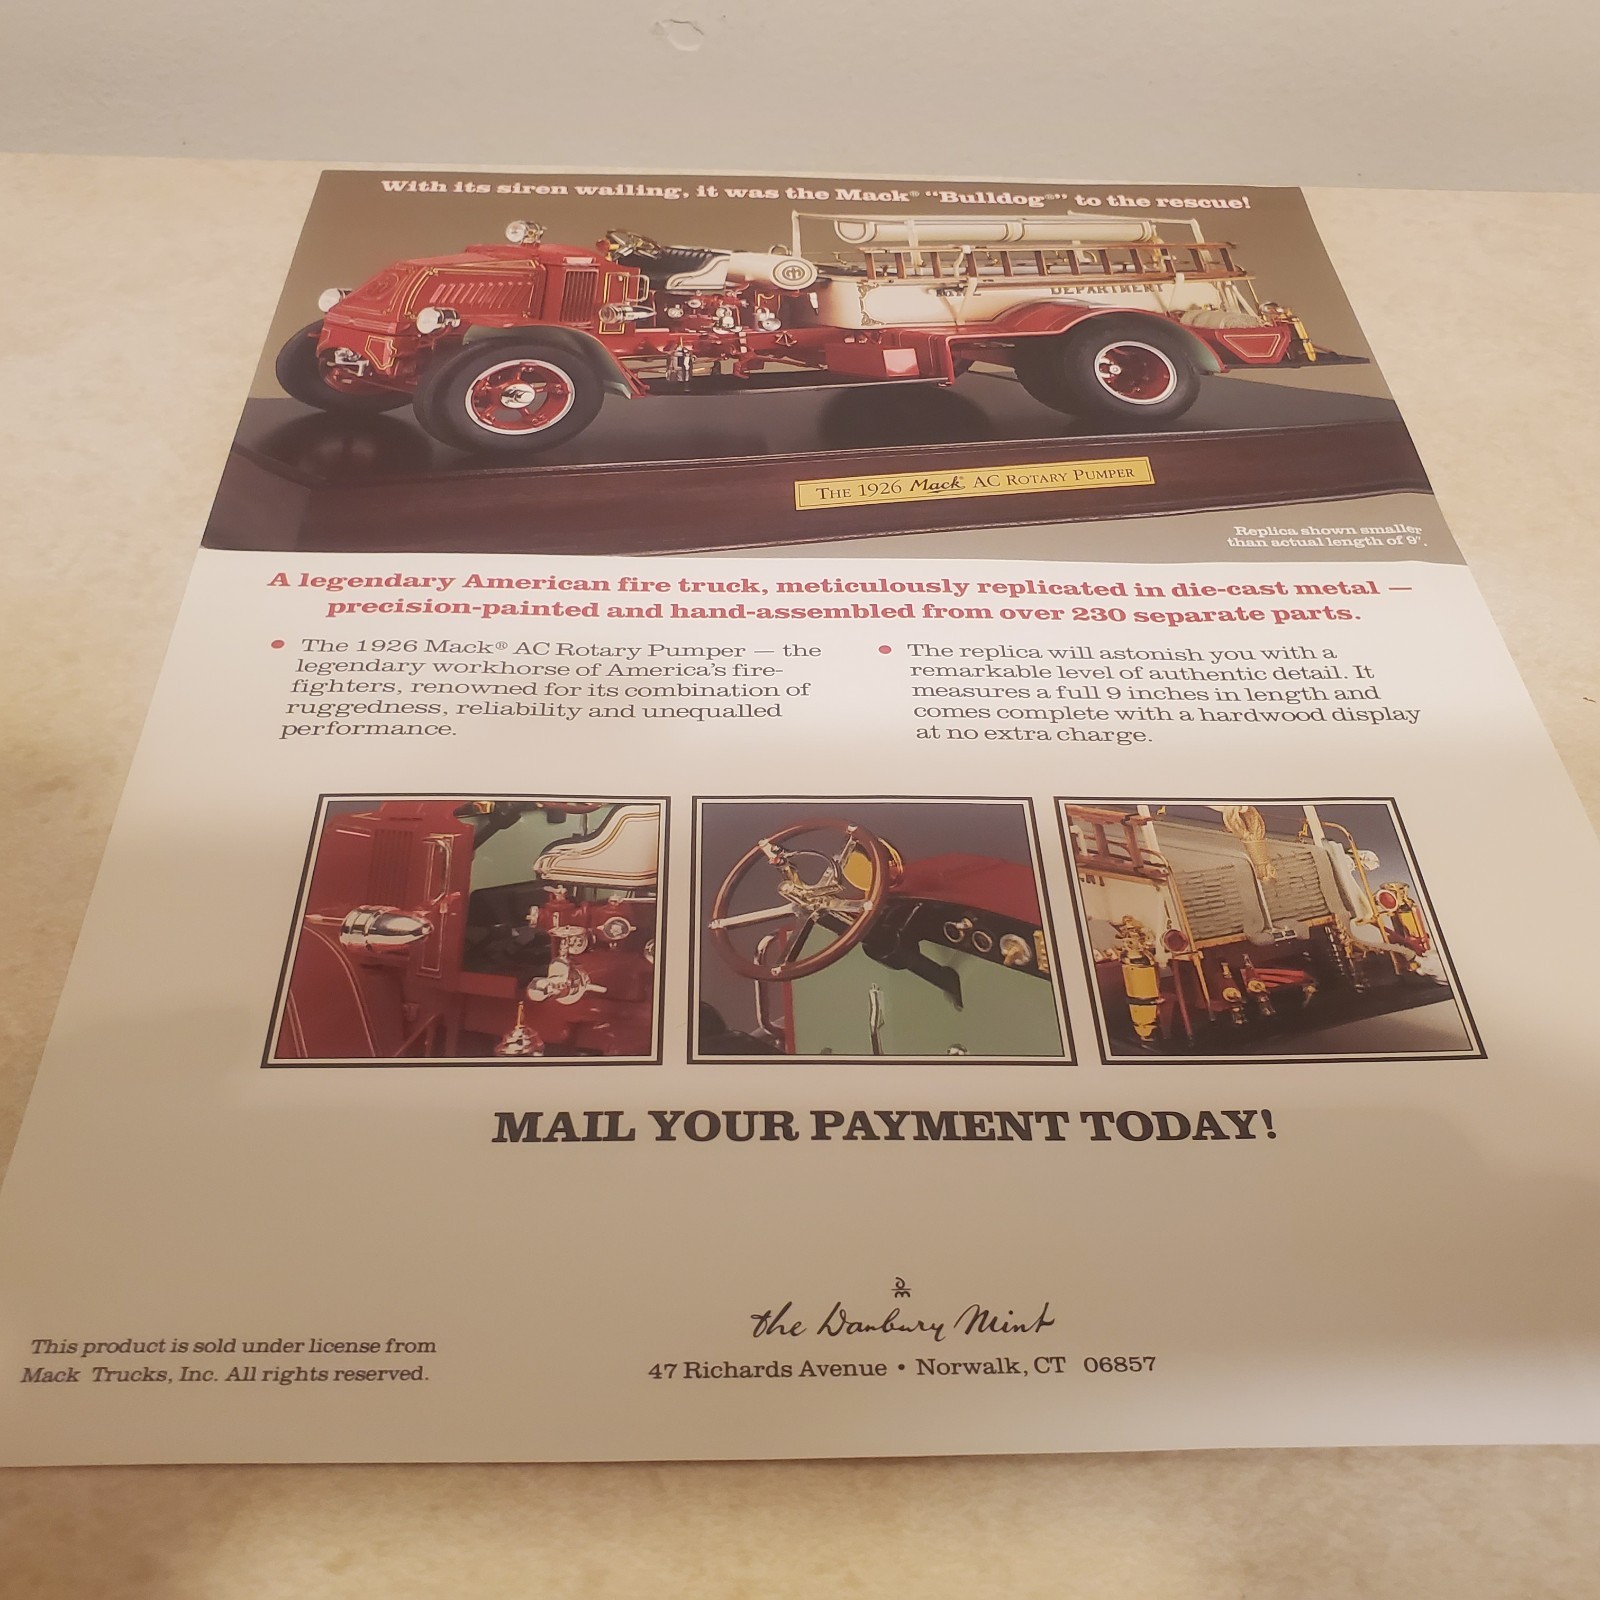 With its siren wailing, it was the Mack® “Bulldog®” to the rescue!
DEPARTMENT
THE 1926 Mack® AC ROTARY PUMPER
Replica shown smaller
than actual length of 9".
A legendary American fire truck, meticulously replicated in die-cast metal —
precision-painted and hand-assembled from over 230 separate parts.
• The 1926 Mack® AC Rotary Pumper — the
legendary workhorse of America’s fire-
fighters, renowned for its combination of
ruggedness, reliability and unequalled
performance.
• The replica will astonish you with a
remarkable level of authentic detail. It
measures a full 9 inches in length and
comes complete with a hardwood display
at no extra charge.
MAIL YOUR PAYMENT TODAY!
This product is sold under license from
Mack Trucks, Inc. All rights reserved.
the Danbury Mint
47 Richards Avenue • Norwalk, CT 06857